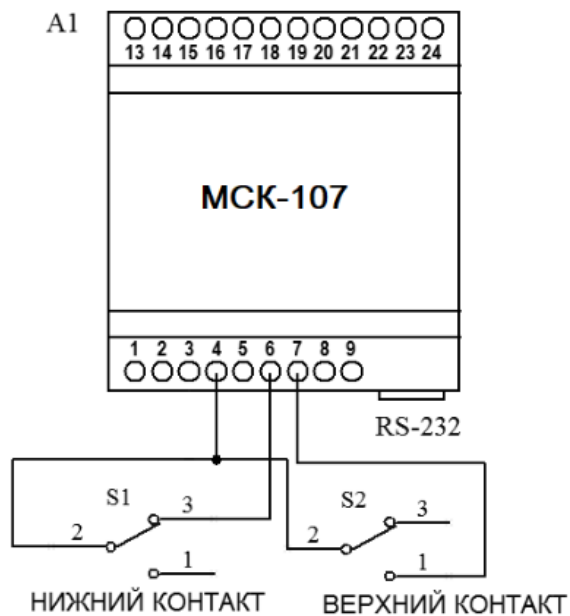 A1
13 14 15 16 17 18 19 20 21 22 23 24
МСК-107
1 2 3 4 5 6 7 8 9
RS-232
S1 3
2
1
S2 3
2
1
НИЖНИЙ КОНТАКТ
ВЕРХНИЙ КОНТАКТ